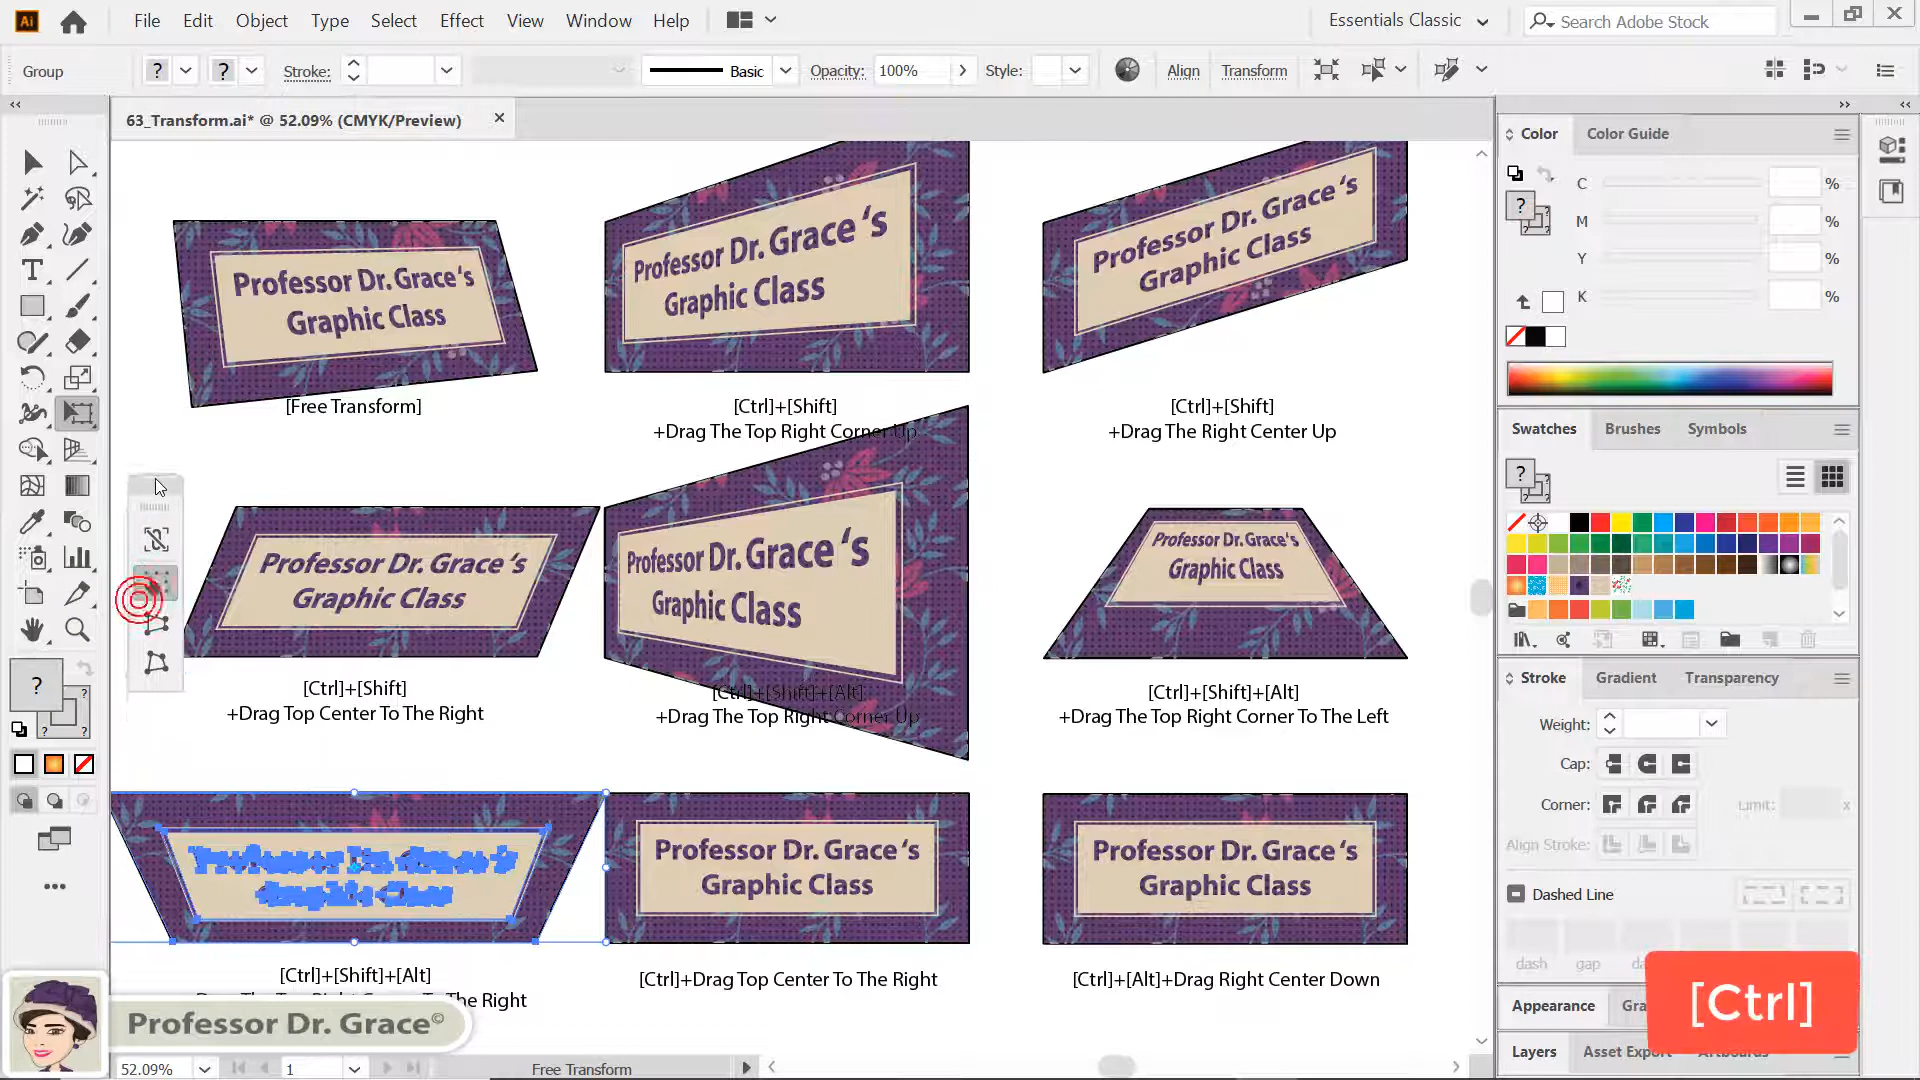 Ai File Edit Object Type Select Effect View Window Help Essentials Classic Search Adobe Stock
Group ? ? Stroke: Basic Opacity: 100% Style: Align Transform
63_Transform.ai* @ 52.09% (CMYK/Preview)
Professor Dr. Grace's
Graphic Class
[Free Transform]
Professor Dr. Grace's
Graphic Class
[Ctrl]+[Shift]
+Drag The Top Right Corner Up
Professor Dr. Grace's
Graphic Class
[Ctrl]+[Shift]
+Drag The Right Center Up
Professor Dr. Grace's
Graphic Class
[Ctrl]+[Shift]
+Drag Top Center To The Right
Professor Dr. Grace's
Graphic Class
[Ctrl]+[Shift]+[Alt]
+Drag The Top Right Corner Up
Professor Dr. Grace's
Graphic Class
[Ctrl]+[Shift]+[Alt]
+Drag The Top Right Corner To The Left
[Ctrl]+[Shift]+[Alt]
The Right
Professor Dr. Grace's
Graphic Class
[Ctrl]+Drag Top Center To The Right
Professor Dr. Grace's
Graphic Class
[Ctrl]+[Alt]+Drag Right Center Down
Professor Dr. Grace©
52.09% 1 Free Transform
Color Color Guide
C %
M %
Y %
K %
Swatches Brushes Symbols
Stroke Gradient Transparency
Weight:
Cap:
Corner: Limit: x
Align Stroke:
Dashed Line
dash gap
Appearance
Layers Asset Export Artboards
[Ctrl]